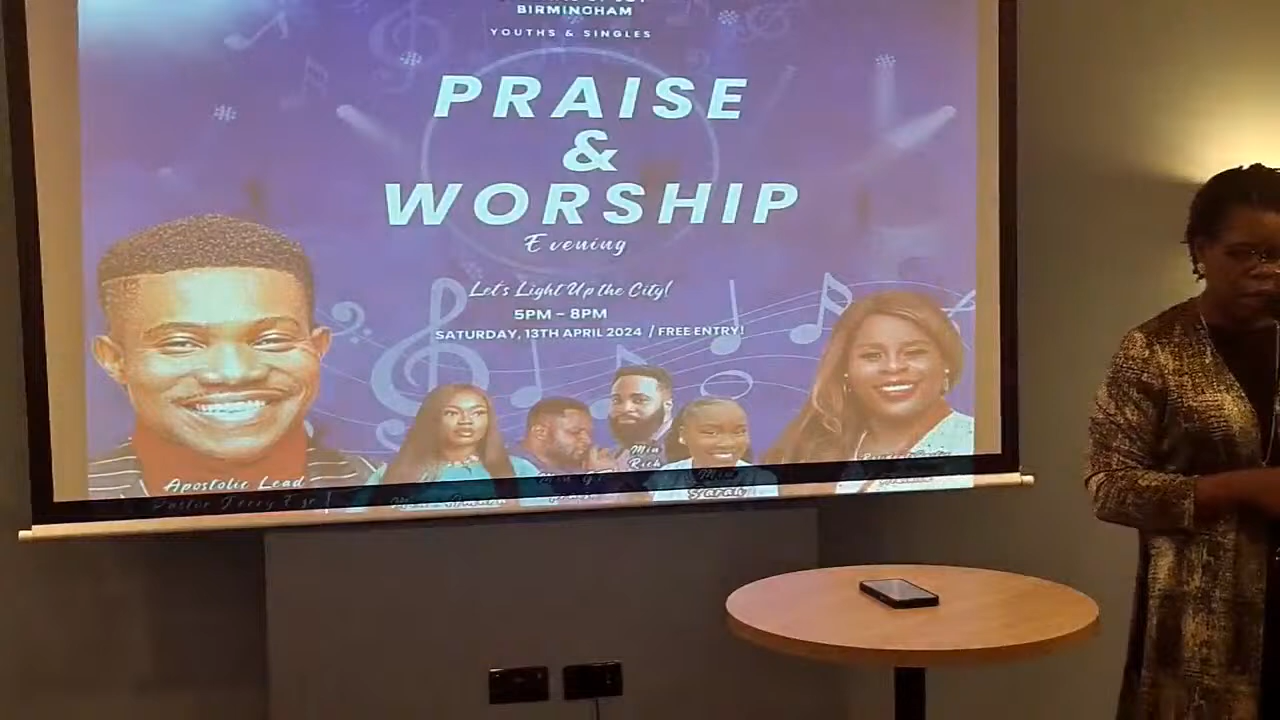 BIRMINGHAM
YOUTHS & SINGLES
PRAISE
&
WORSHIP
Evening
Let's Light Up the City!
5PM – 8PM
SATURDAY, 13TH APRIL 2024 / FREE ENTRY!
Min
Rich
Apostolic Lead
Min
Sarah